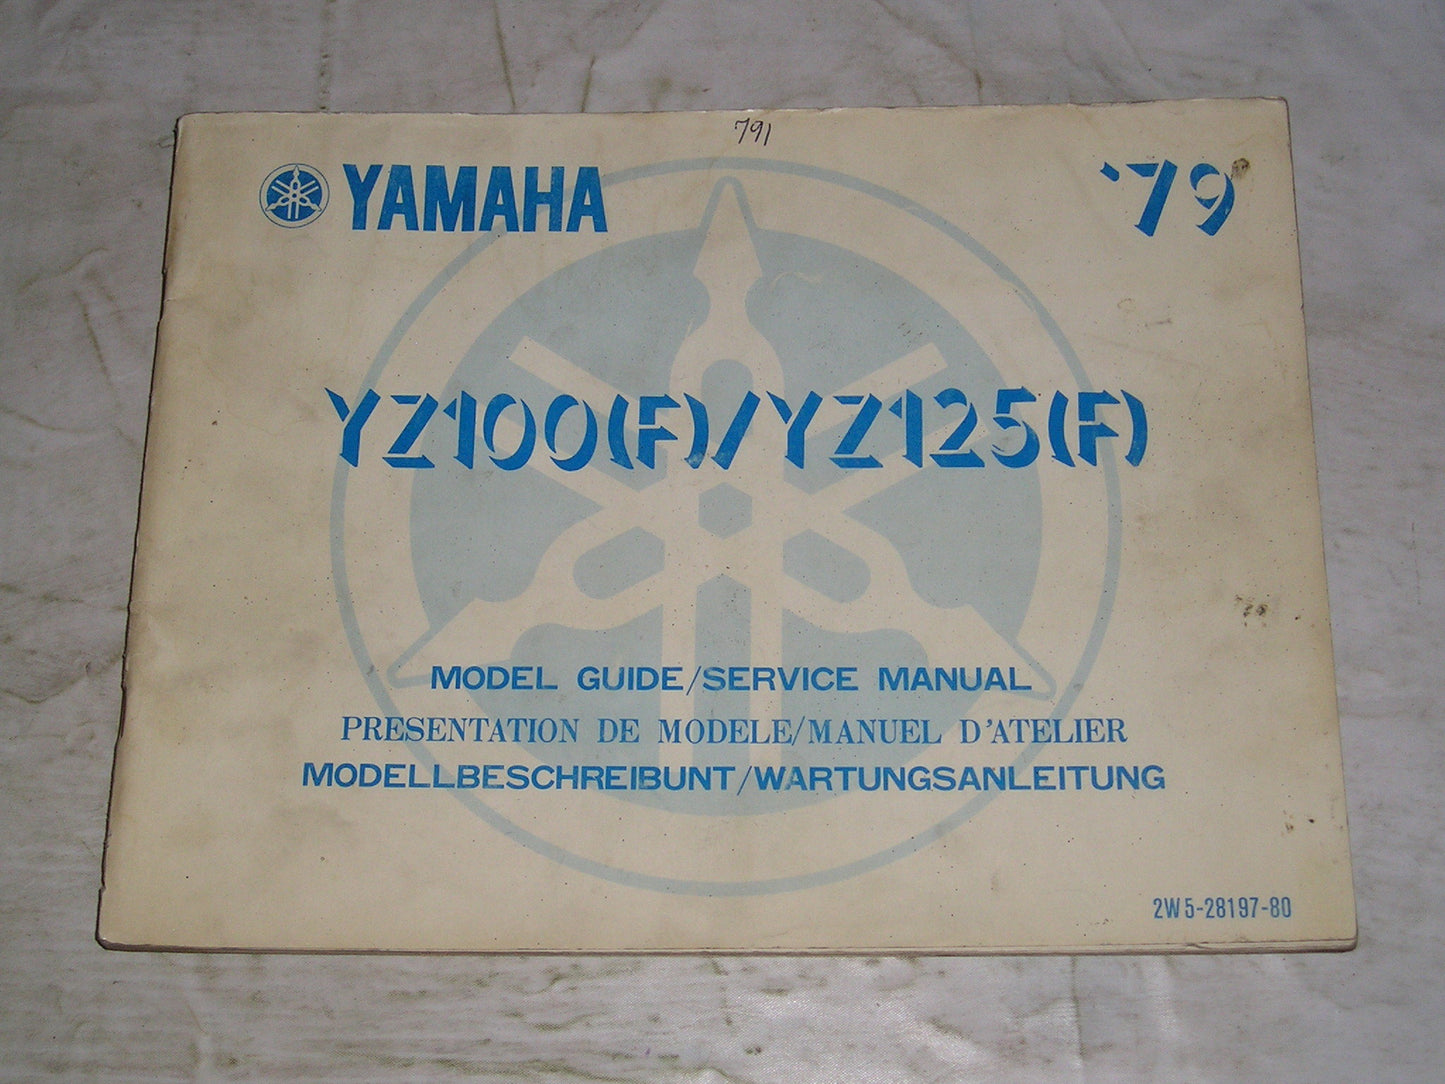 791
YAMAHA '79
YZ100(F)/YZ125(F)
MODEL GUIDE/SERVICE MANUAL
PRESENTATION DE MODELE/MANUEL D'ATELIER
MODELLBESCHREIBUNT/WARTUNGSANLEITUNG
2W5-28197-80